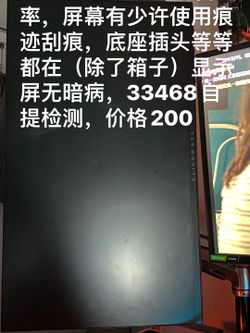 率，屏幕有少许使用痕
迹刮痕，底座插头等等
都在（除了箱子）显示
屏无暗病，33468自
提检测，价格200
ALIENWARE